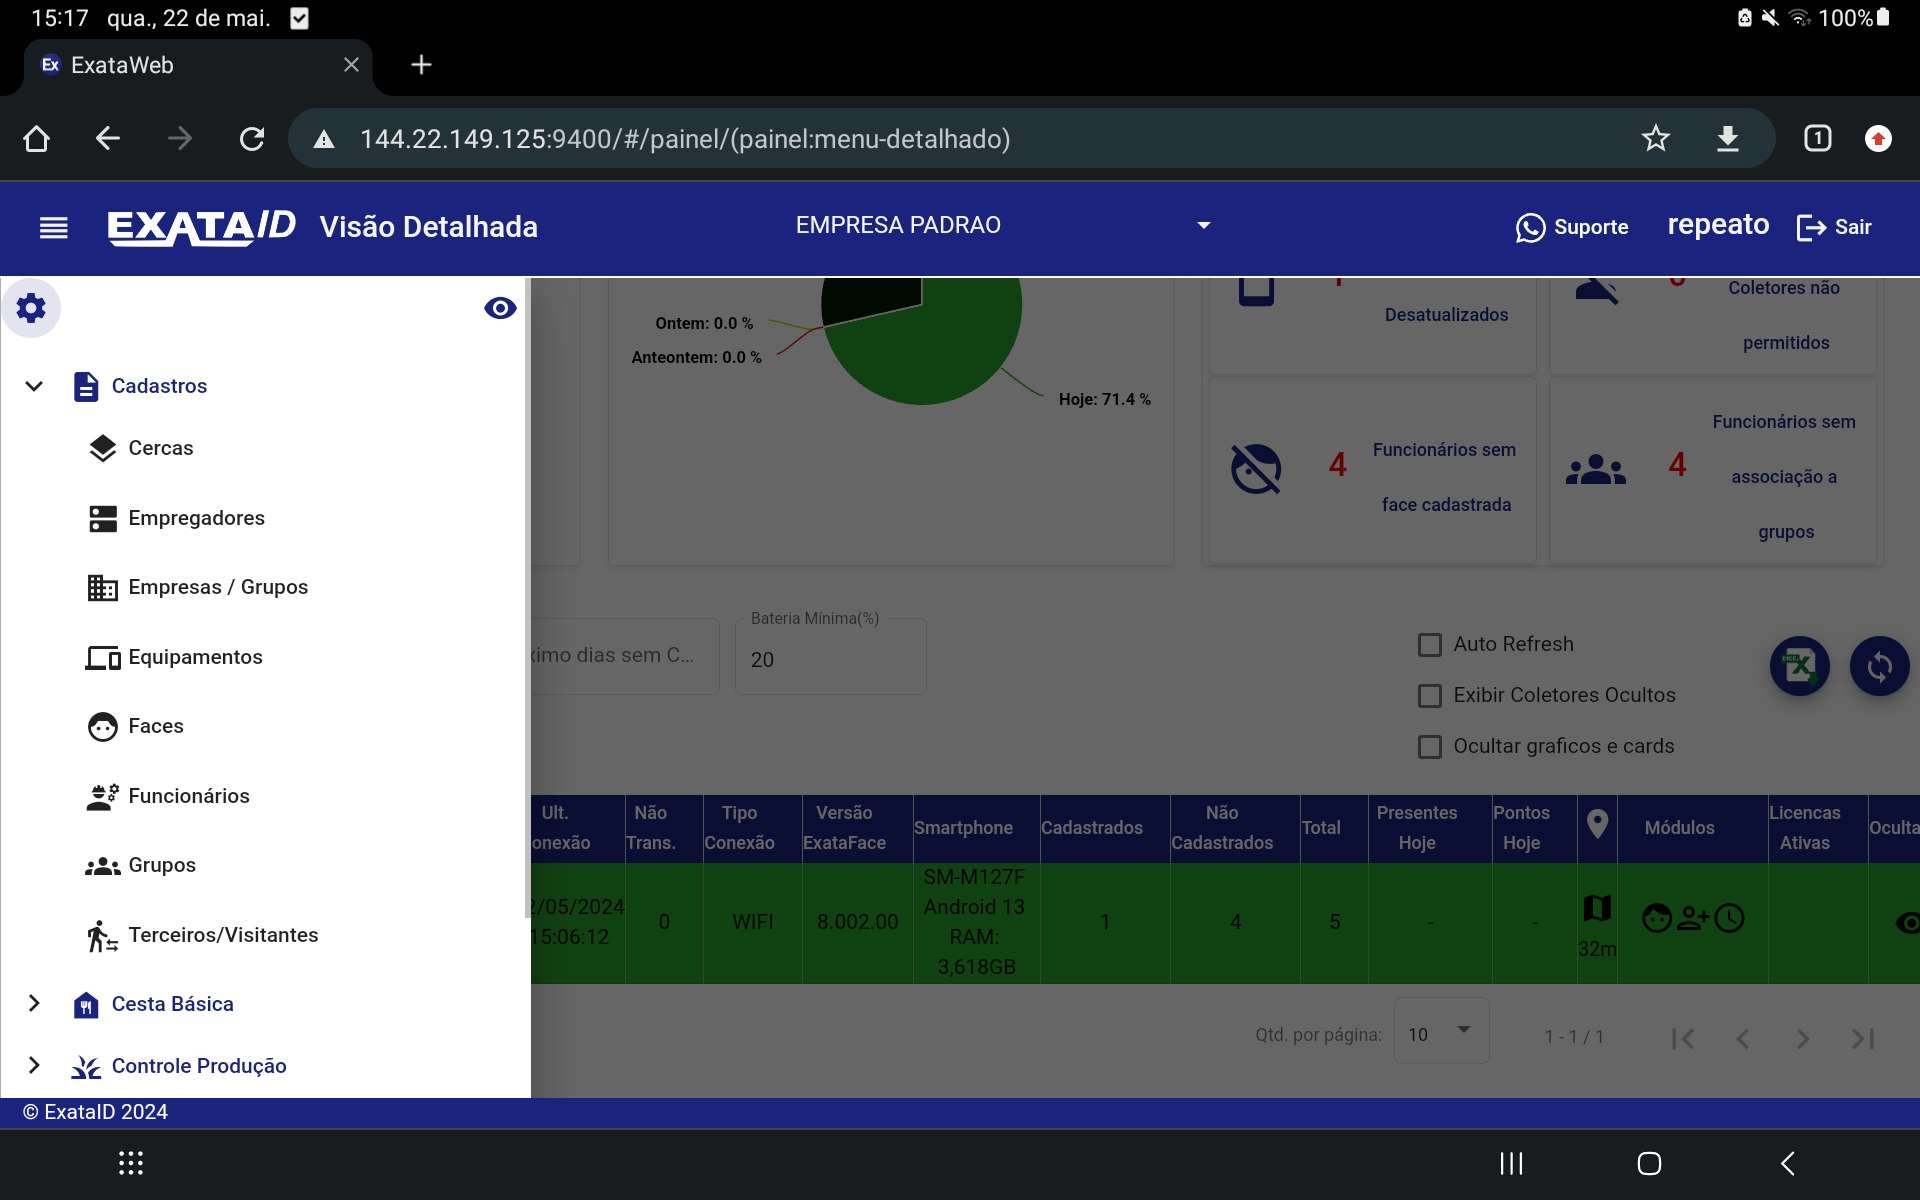 15:17 qua., 22 de mai.
100%
Ex ExataWeb
144.22.149.125:9400/#/painel/(painel:menu-detalhado)
1
EXATAID Visão Detalhada
EMPRESA PADRAO
Suporte
repeato
Sair
Cadastros
Cercas
Empregadores
Empresas / Grupos
Equipamentos
Faces
Funcionários
Grupos
Terceiros/Visitantes
Cesta Básica
Controle Produção
Ontem: 0.0 %
Anteontem: 0.0 %
Hoje: 71.4 %
Desatualizados
Coletores não
permitidos
4
Funcionários sem
face cadastrada
4
Funcionários sem
associação a
grupos
ximo dias sem C...
Bateria Mínima(%)
20
Auto Refresh
Exibir Coletores Ocultos
Ocultar graficos e cards
Ult.
onexão
Não
Trans.
Tipo
Conexão
Versão
ExataFace
Smartphone
Cadastrados
Não
Cadastrados
Total
Presentes
Hoje
Pontos
Hoje
Módulos
Licencas
Ativas
Oculta
2/05/2024
15:06:12
0
WIFI
8.002.00
SM-M127F
Android 13
RAM:
3,618GB
1
4
5
-
-
32m
Qtd. por página:
10
1 - 1 / 1
© ExataID 2024